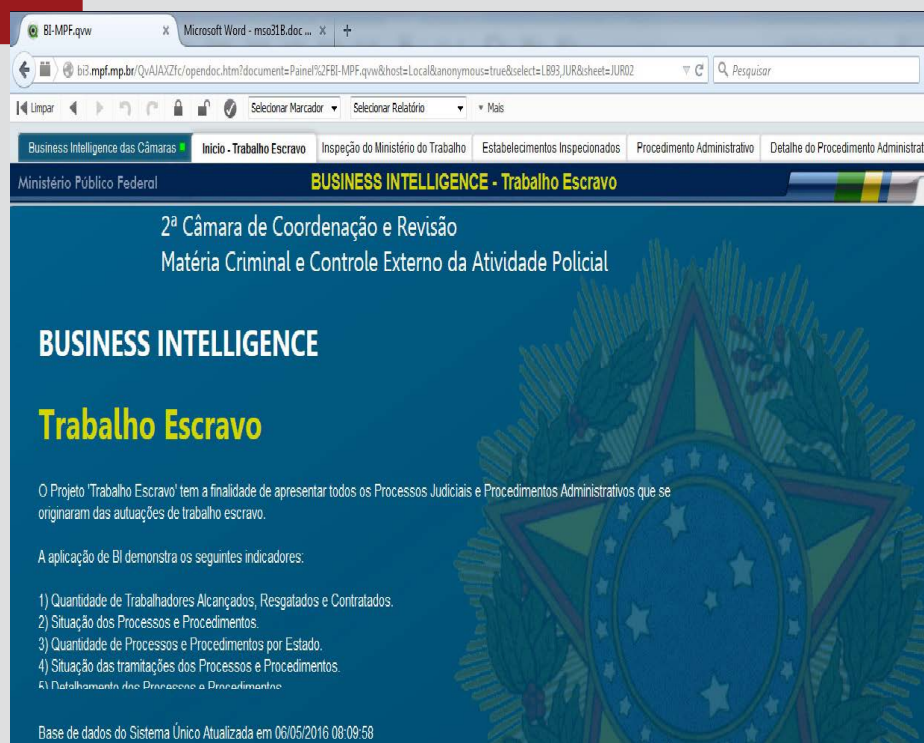 BI-MPF.qvw
Microsoft Word - mso31B.doc ...
bi3.mpf.mp.br/QvAJAXZfc/opendoc.htm?document=Painel%2FBI-MPF.qvw&host=Local&anonymous=true&select=LB93,JUR&sheet=JUR02
Pesquisar
Limpar
Selecionar Marcador
Selecionar Relatório
Mais
Business Intelligence das Câmaras
Inicio - Trabalho Escravo
Inspeção do Ministério do Trabalho
Estabelecimentos Inspecionados
Procedimento Administrativo
Detalhe do Procedimento Administrat
Ministério Público Federal
BUSINESS INTELLIGENCE - Trabalho Escravo
2ª Câmara de Coordenação e Revisão
Matéria Criminal e Controle Externo da Atividade Policial
BUSINESS INTELLIGENCE
Trabalho Escravo
O Projeto 'Trabalho Escravo' tem a finalidade de apresentar todos os Processos Judiciais e Procedimentos Administrativos que se
originaram das autuações de trabalho escravo.
A aplicação de BI demonstra os seguintes indicadores:
1) Quantidade de Trabalhadores Alcançados, Resgatados e Contratados.
2) Situação dos Processos e Procedimentos.
3) Quantidade de Processos e Procedimentos por Estado.
4) Situação das tramitações dos Processos e Procedimentos.
5) Detalhamento dos Processos e Procedimentos
Base de dados do Sistema Único Atualizada em 06/05/2016 08:09:58